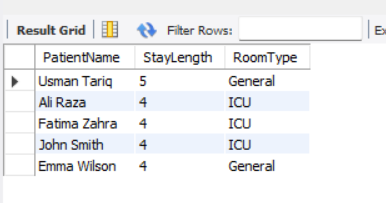 Result Grid Filter Rows: Ex
PatientName StayLength RoomType
Usman Tariq 5 General
Ali Raza 4 ICU
Fatima Zahra 4 ICU
John Smith 4 ICU
Emma Wilson 4 General